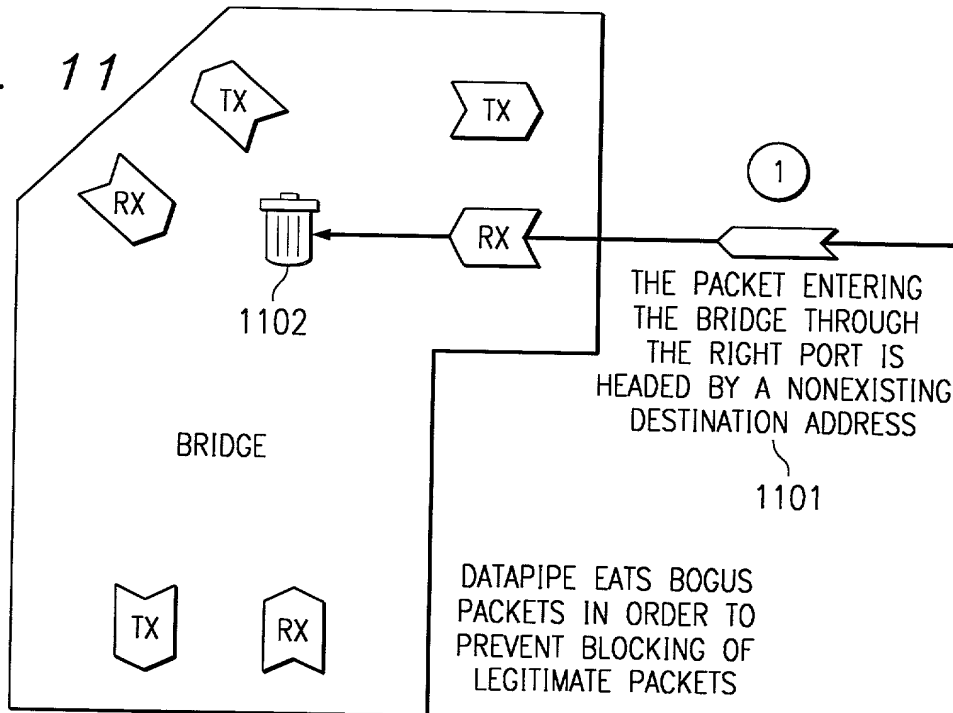 . 11
TX
TX
RX
1
RX
1102
THE PACKET ENTERING
THE BRIDGE THROUGH
THE RIGHT PORT IS
HEADED BY A NONEXISTING
DESTINATION ADDRESS
1101
BRIDGE
DATAPIPE EATS BOGUS
PACKETS IN ORDER TO
PREVENT BLOCKING OF
LEGITIMATE PACKETS
TX
RX